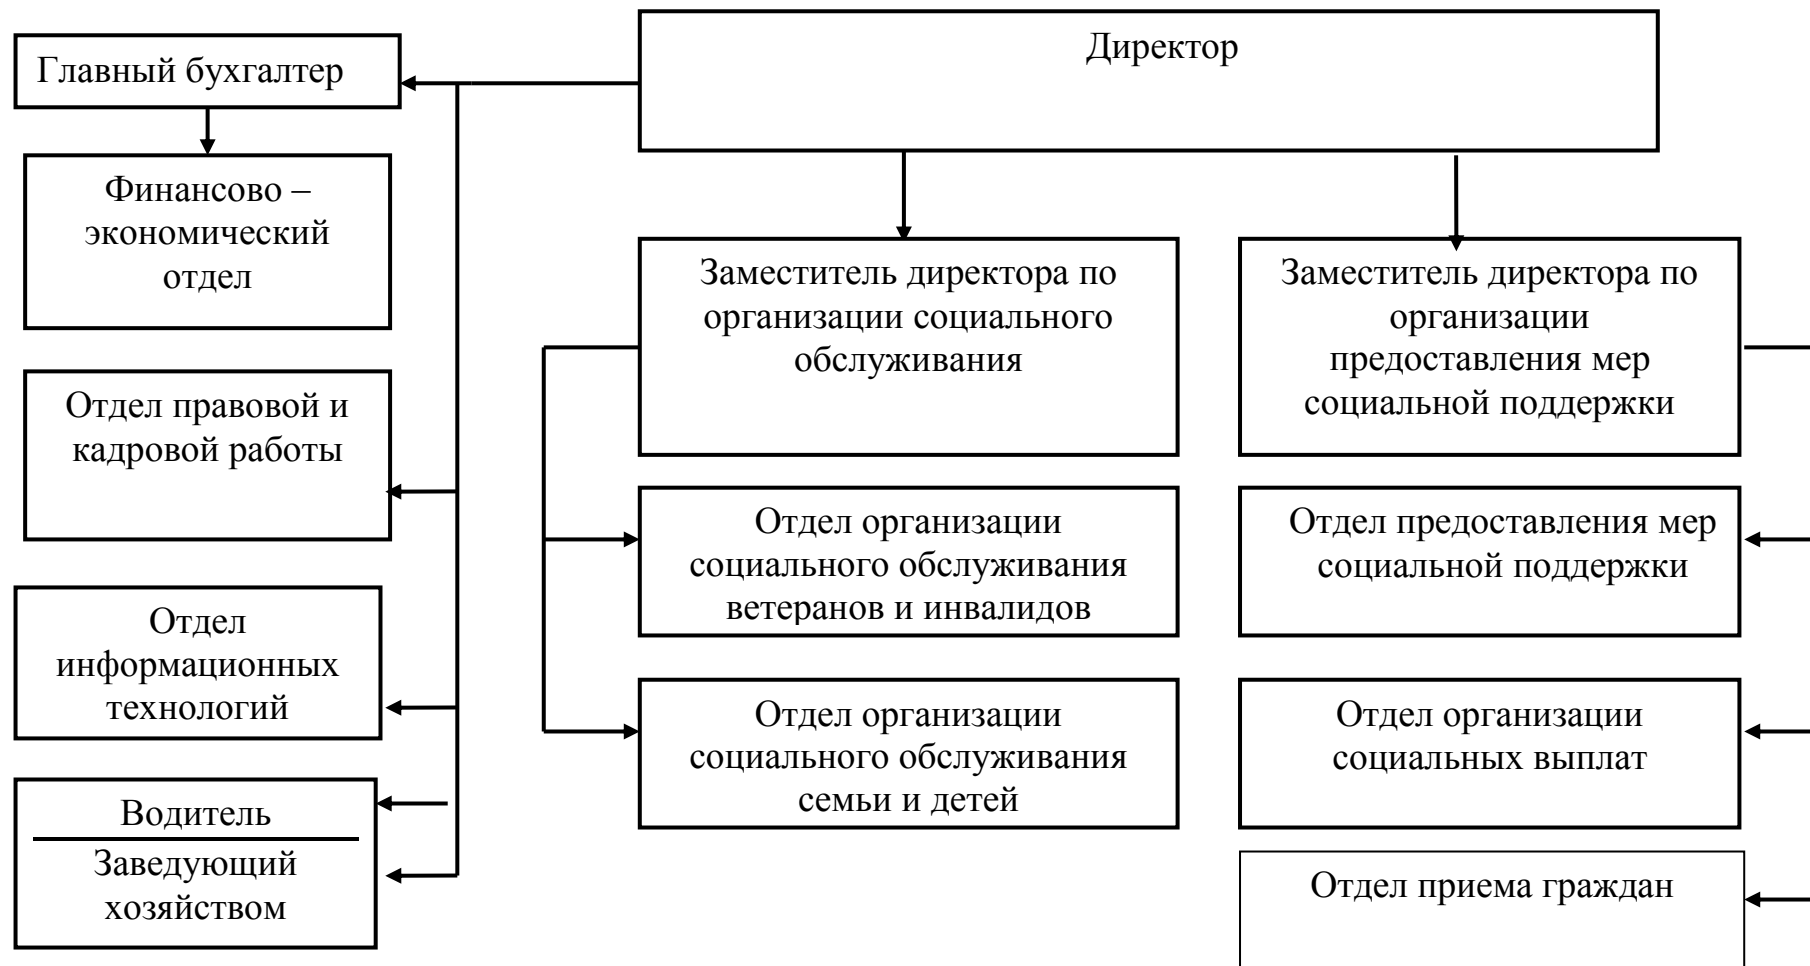 Директор
Главный бухгалтер
Финансово –
экономический
отдел
Отдел правовой и
кадровой работы
Отдел
информационных
технологий
Водитель
Заведующий
хозяйством
Заместитель директора по
организации социального
обслуживания
Отдел организации
социального обслуживания
ветеранов и инвалидов
Отдел организации
социального обслуживания
семьи и детей
Заместитель директора по
организации
предоставления мер
социальной поддержки
Отдел предоставления мер
социальной поддержки
Отдел организации
социальных выплат
Отдел приема граждан